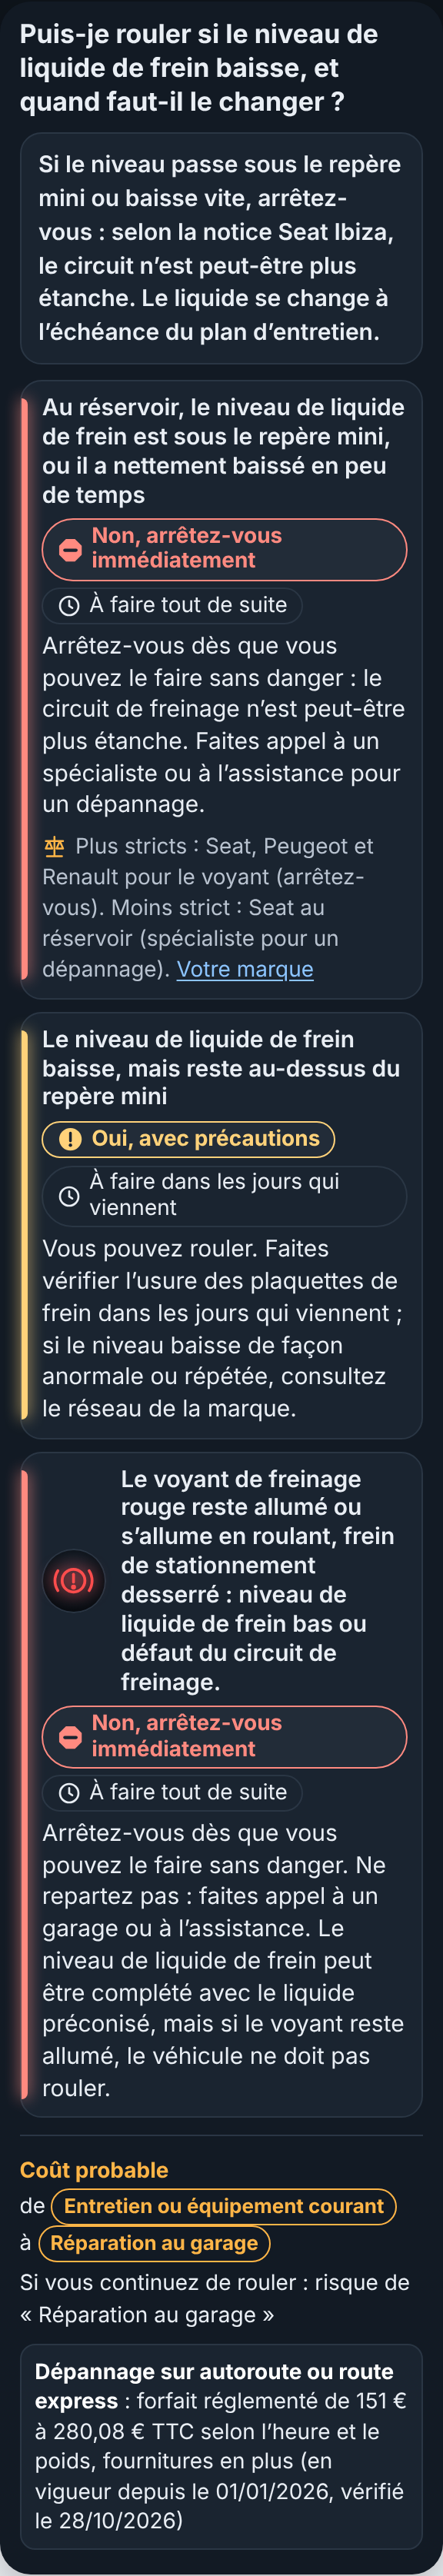 Puis-je rouler si le niveau de
liquide de frein baisse, et
quand faut-il le changer ?
Si le niveau passe sous le repère
mini ou baisse vite, arrêtez-
vous : selon la notice Seat Ibiza,
le circuit n’est peut-être plus
étanche. Le liquide se change à
l’échéance du plan d’entretien.
Au réservoir, le niveau de liquide
de frein est sous le repère mini,
ou il a nettement baissé en peu
de temps
Non, arrêtez-vous
immédiatement
À faire tout de suite
Arrêtez-vous dès que vous
pouvez le faire sans danger : le
circuit de freinage n’est peut-être
plus étanche. Faites appel à un
spécialiste ou à l’assistance pour
un dépannage.
Plus stricts : Seat, Peugeot et
Renault pour le voyant (arrêtez-
vous). Moins strict : Seat au
réservoir (spécialiste pour un
dépannage). Votre marque
Le niveau de liquide de frein
baisse, mais reste au-dessus du
repère mini
Oui, avec précautions
À faire dans les jours qui
viennent
Vous pouvez rouler. Faites
vérifier l’usure des plaquettes de
frein dans les jours qui viennent ;
si le niveau baisse de façon
anormale ou répétée, consultez
le réseau de la marque.
Le voyant de freinage
rouge reste allumé ou
s’allume en roulant, frein
de stationnement
desserré : niveau de
liquide de frein bas ou
défaut du circuit de
freinage.
Non, arrêtez-vous
immédiatement
À faire tout de suite
Arrêtez-vous dès que vous
pouvez le faire sans danger. Ne
repartez pas : faites appel à un
garage ou à l’assistance. Le
niveau de liquide de frein peut
être complété avec le liquide
préconisé, mais si le voyant reste
allumé, le véhicule ne doit pas
rouler.
Coût probable
de Entretien ou équipement courant
à Réparation au garage
Si vous continuez de rouler : risque de
« Réparation au garage »
Dépannage sur autoroute ou route
express : forfait réglementé de 151 €
à 280,08 € TTC selon l’heure et le
poids, fournitures en plus (en
vigueur depuis le 01/01/2026, vérifié
le 28/10/2026)